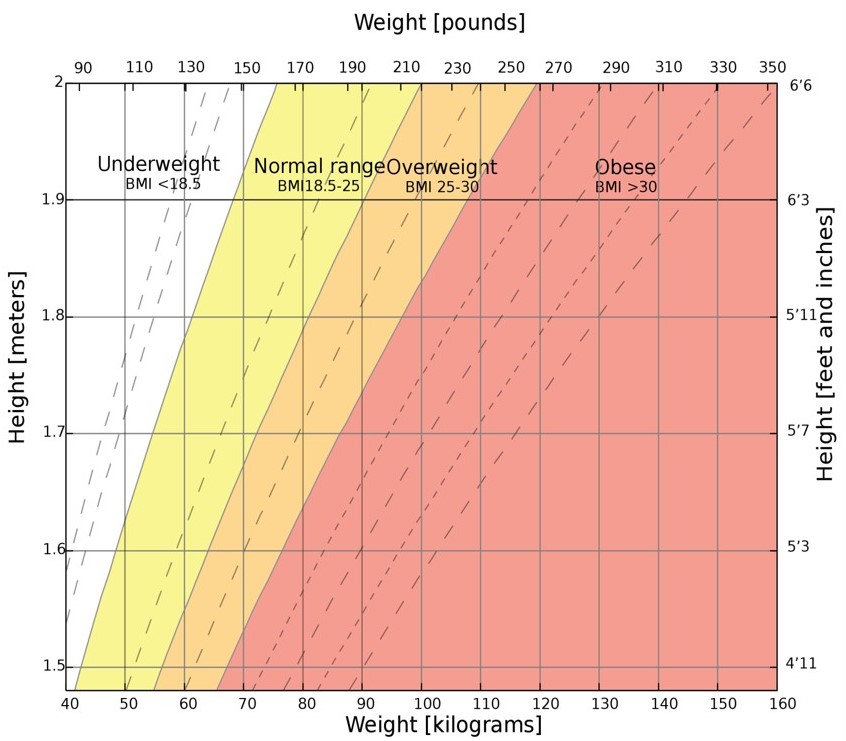 Weight [pounds]
90 110 130 150 170 190 210 230 250 270 290 310 330 350
2 6’6
Underweight Normal range Overweight Obese
BMI <18.5 BMI18.5-25 BMI 25-30 BMI >30
1.9 6’3
1.8 5’11
1.7 5’7
1.6 5’3
1.5 4’11
40 50 60 70 80 90 100 110 120 130 140 150 160
Weight [kilograms]
Height [meters]
Height [feet and inches]